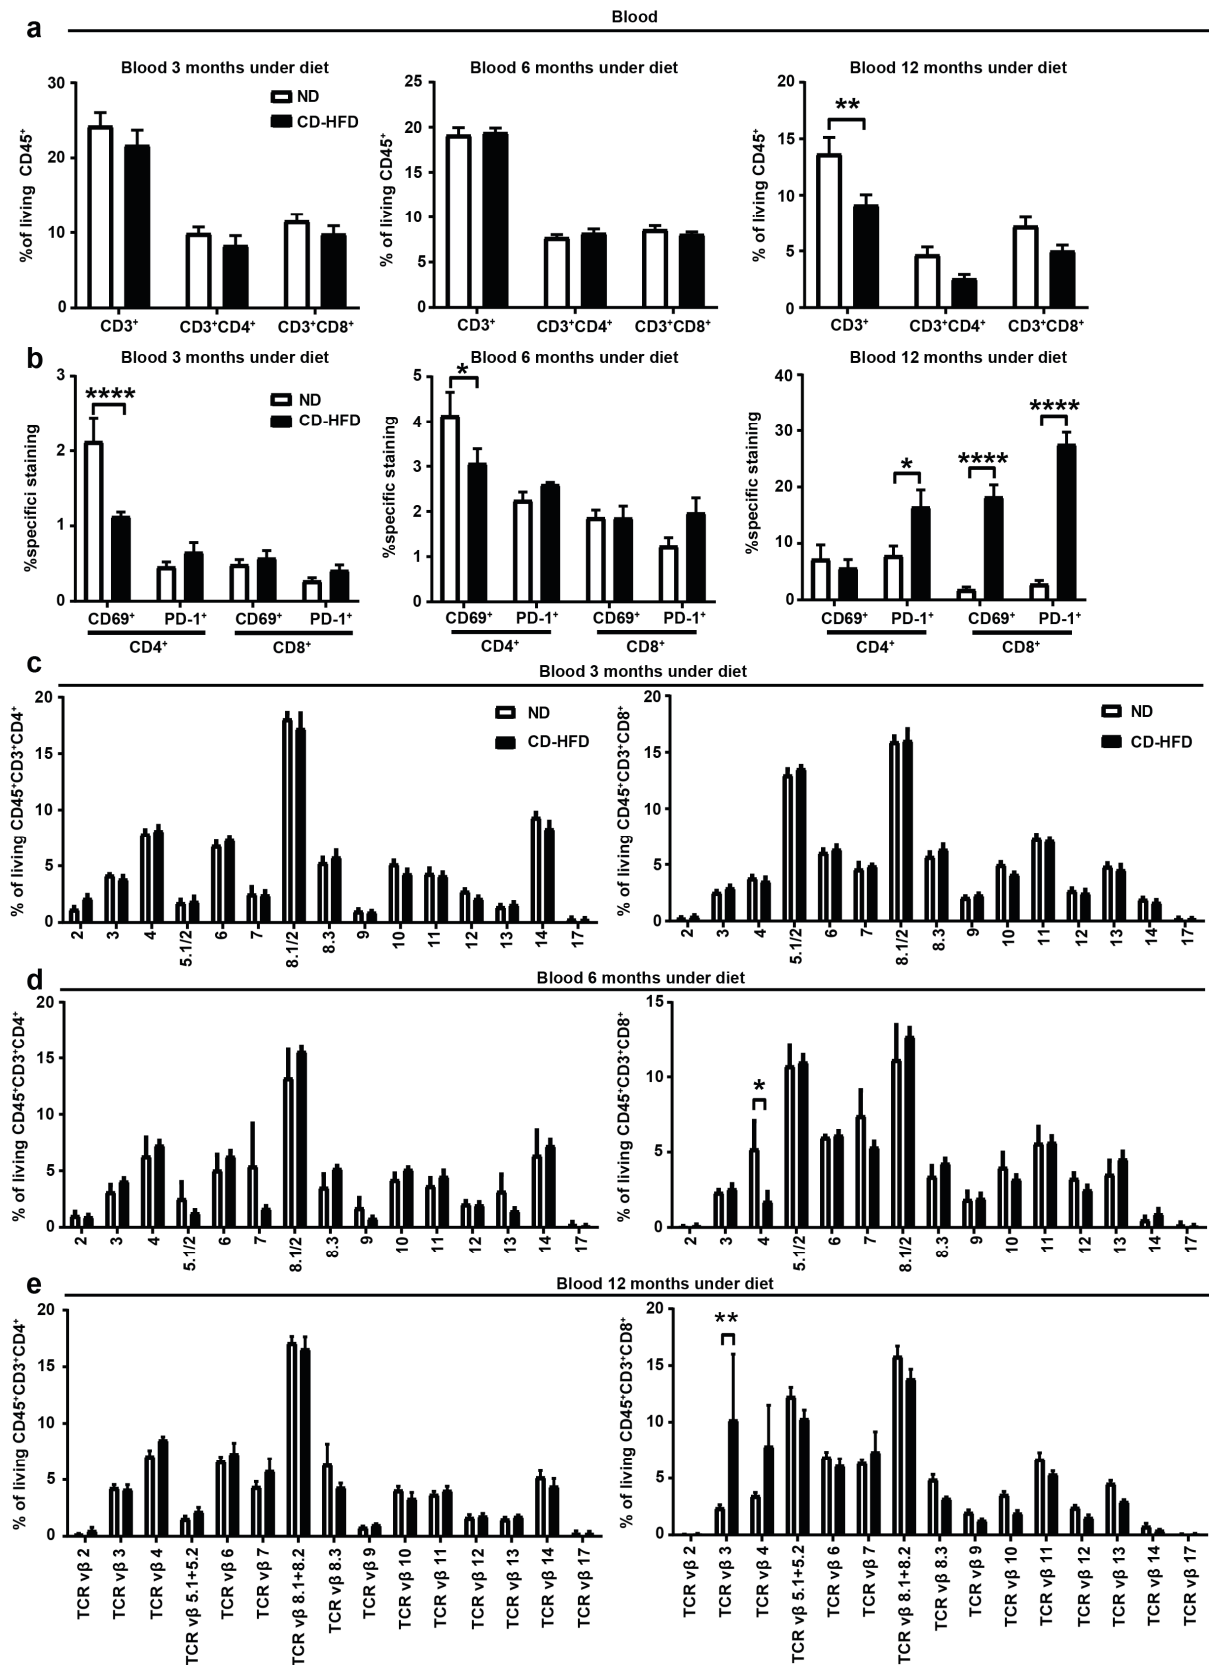 a
Blood
Blood 3 months under diet
Blood 6 months under diet
Blood 12 months under diet
%of living CD45⁺
30
20
10
0
ND
CD-HFD
CD3⁺
CD3⁺CD4⁺
CD3⁺CD8⁺
% of living CD45⁺
25
20
15
10
5
0
CD3⁺
CD3⁺CD4⁺
CD3⁺CD8⁺
% of living CD45⁺
20
15
10
5
0
**
CD3⁺
CD3⁺CD4⁺
CD3⁺CD8⁺
b
Blood 3 months under diet
Blood 6 months under diet
Blood 12 months under diet
%specifici staining
3
2
1
0
****
ND
CD-HFD
CD69⁺
PD-1⁺
CD69⁺
PD-1⁺
CD4⁺
CD8⁺
%specific staining
5
4
3
2
1
0
*
CD69⁺
PD-1⁺
CD69⁺
PD-1⁺
CD4⁺
CD8⁺
%specific staining
40
30
20
10
0
*
****
****
CD69⁺
PD-1⁺
CD69⁺
PD-1⁺
CD4⁺
CD8⁺
c
Blood 3 months under diet
% of living CD45⁺CD3⁺CD4⁺
20
15
10
5
0
ND
CD-HFD
2
3
4
5.1/2
6
7
8.1/2
8.3
9
10
11
12
13
14
17
% of living CD45⁺CD3⁺CD8⁺
20
15
10
5
0
ND
CD-HFD
2
3
4
5.1/2
6
7
8.1/2
8.3
9
10
11
12
13
14
17
d
Blood 6 months under diet
% of living CD45⁺CD3⁺CD4⁺
20
15
10
5
0
2
3
4
5.1/2
6
7
8.1/2
8.3
9
10
11
12
13
14
17
% of living CD45⁺CD3⁺CD8⁺
15
10
5
0
*
2
3
4
5.1/2
6
7
8.1/2
8.3
9
10
11
12
13
14
17
e
Blood 12 months under diet
% of living CD45⁺CD3⁺CD4⁺
20
15
10
5
0
TCR vβ 2
TCR vβ 3
TCR vβ 4
TCR vβ 5.1+5.2
TCR vβ 6
TCR vβ 7
TCR vβ 8.1+8.2
TCR vβ 8.3
TCR vβ 9
TCR vβ 10
TCR vβ 11
TCR vβ 12
TCR vβ 13
TCR vβ 14
TCR vβ 17
% of living CD45⁺CD3⁺CD8⁺
20
15
10
5
0
**
TCR vβ 2
TCR vβ 3
TCR vβ 4
TCR vβ 5.1+5.2
TCR vβ 6
TCR vβ 7
TCR vβ 8.1+8.2
TCR vβ 8.3
TCR vβ 9
TCR vβ 10
TCR vβ 11
TCR vβ 12
TCR vβ 13
TCR vβ 14
TCR vβ 17